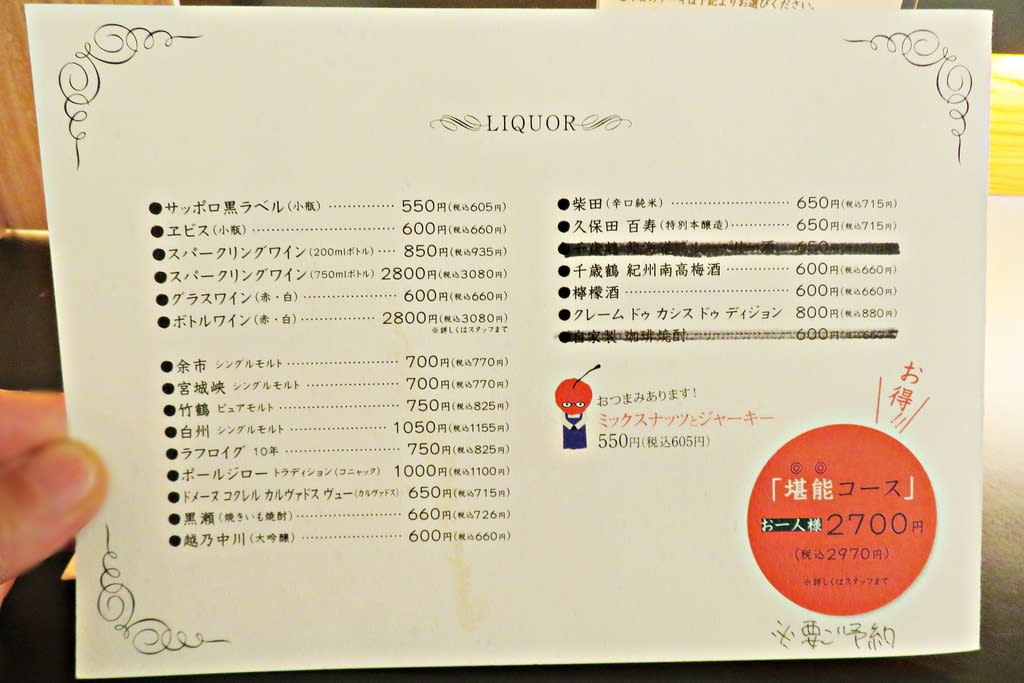 LIQUOR
●サッポロ黒ラベル(小瓶) ············ 550円(税込605円)
●ヱビス(小瓶) ··················· 600円(税込660円)
●スパークリングワイン(200mlボトル)···· 850円(税込935円)
●スパークリングワイン(750mlボトル) 2800円(税込3080円)
●グラスワイン(赤・白) ················ 600円(税込660円)
●ボトルワイン(赤・白) ·············· 2800円(税込3080円)
※詳しくはスタッフまで
●余市 シングルモルト ················· 700円(税込770円)
●宮城峡 シングルモルト ··············· 700円(税込770円)
●竹鶴 ピュアモルト ·················· 750円(税込825円)
●白州 シングルモルト ················ 1050円(税込1155円)
●ラフロイグ 10年 ··················· 750円(税込825円)
●ポールジロー トラディション(コニャック) 1000円(税込1100円)
●ドメーヌ コクレル カルヴァドス ヴュー(カルヴァドス) 650円(税込715円)
●黒瀬(焼きいも焼酎) ················ 660円(税込726円)
●越乃中川(大吟醸) ················· 600円(税込660円)
●柴田(辛口純米) ·················· 650円(税込715円)
●久保田 百寿(特別本醸造)············ 650円(税込715円)
●千歳鶴 紀州南高梅酒 ············· 600円(税込660円)
●檸檬酒 ························ 600円(税込660円)
●クレーム ドゥ カシス ドゥ ディジョン 800円(税込880円)
●自家製 珈琲焼酎 600円
おつまみあります!
ミックスナッツとジャーキー
550円(税込605円)
お得
「堪能コース」
お一人様2700円
(税込2970円)
※詳しくはスタッフまで
※要ご予約